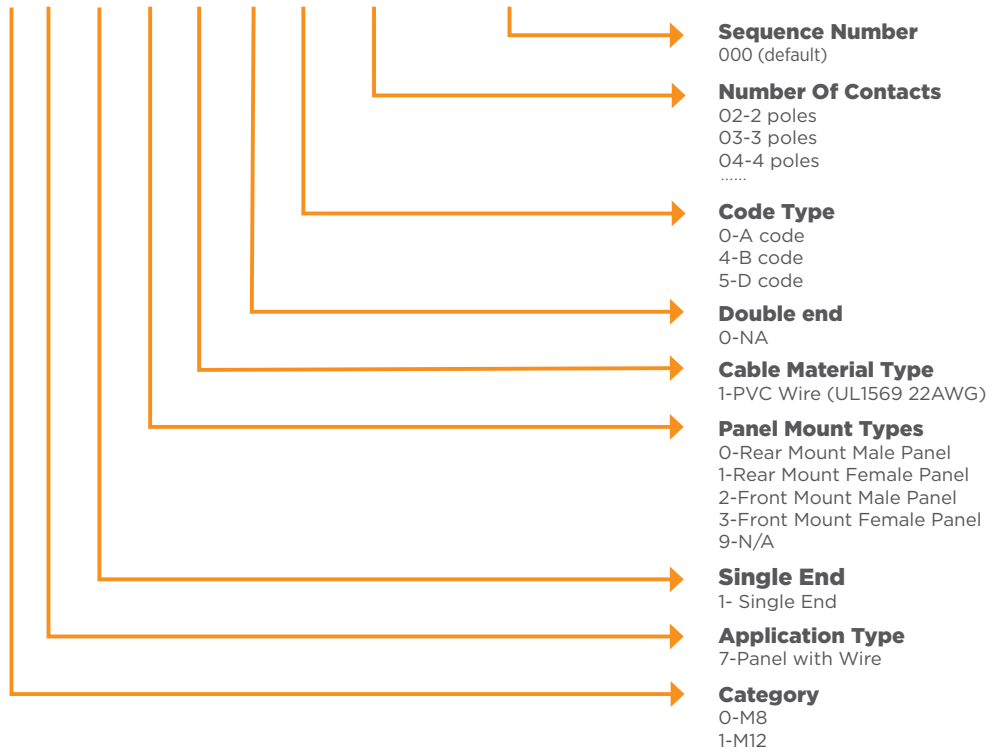 Sequence Number
000 (default)
Number Of Contacts
02-2 poles
03-3 poles
04-4 poles
......
Code Type
0-A code
4-B code
5-D code
Double end
0-NA
Cable Material Type
1-PVC Wire (UL1569 22AWG)
Panel Mount Types
0-Rear Mount Male Panel
1-Rear Mount Female Panel
2-Front Mount Male Panel
3-Front Mount Female Panel
9-N/A
Single End
1- Single End
Application Type
7-Panel with Wire
Category
0-M8
1-M12